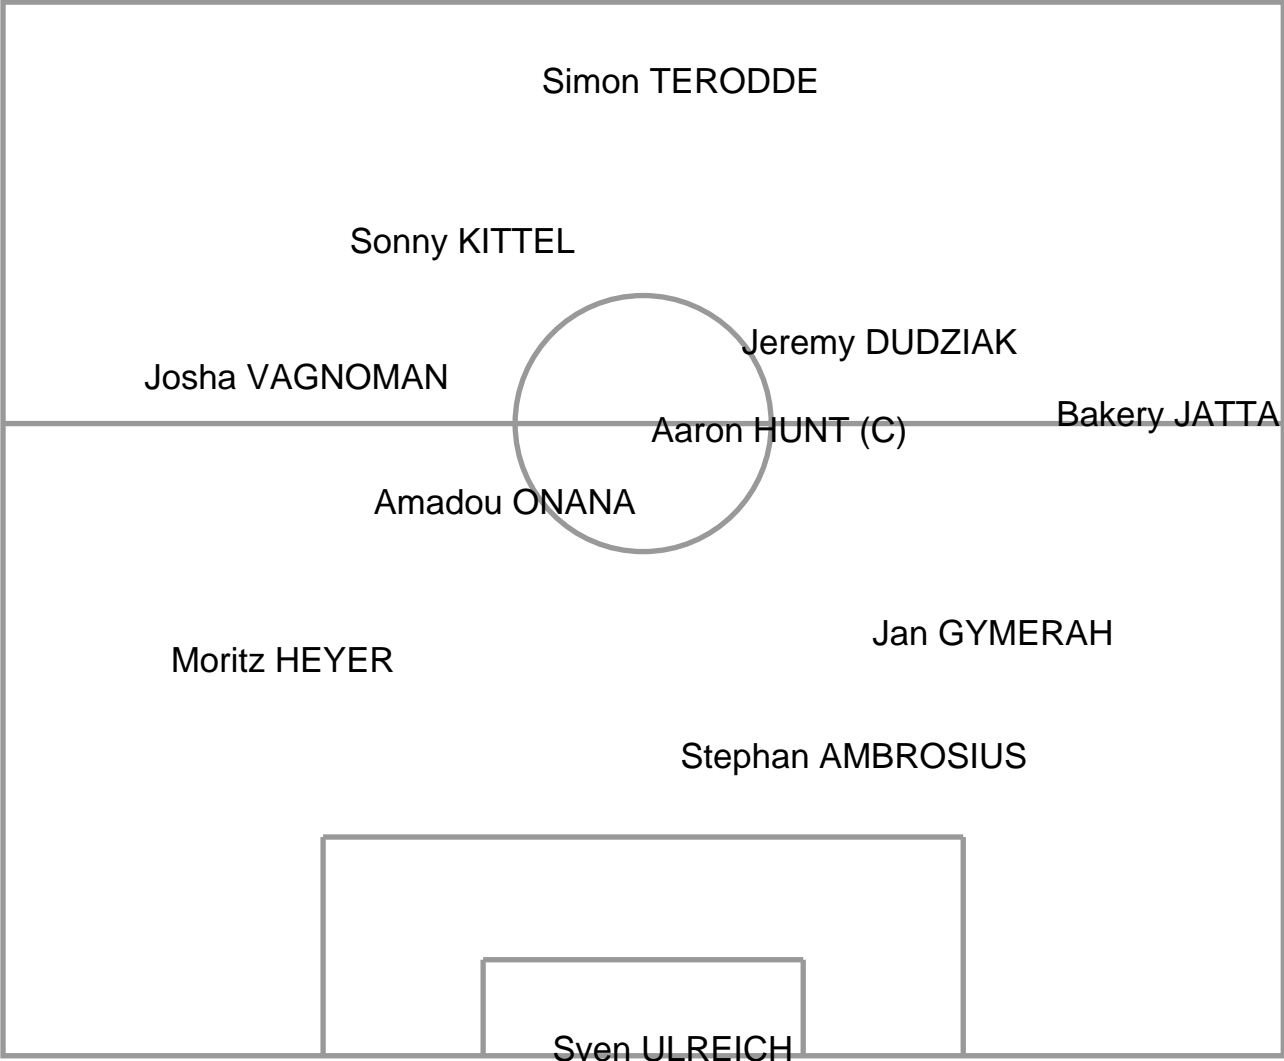 Simon TERODDE
Sonny KITTEL
Jeremy DUDZIAK
Josha VAGNOMAN
Bakery JATTA
Aaron HUNT (C)
Amadou ONANA
Jan GYMERAH
Moritz HEYER
Stephan AMBROSIUS
Sven ULREICH